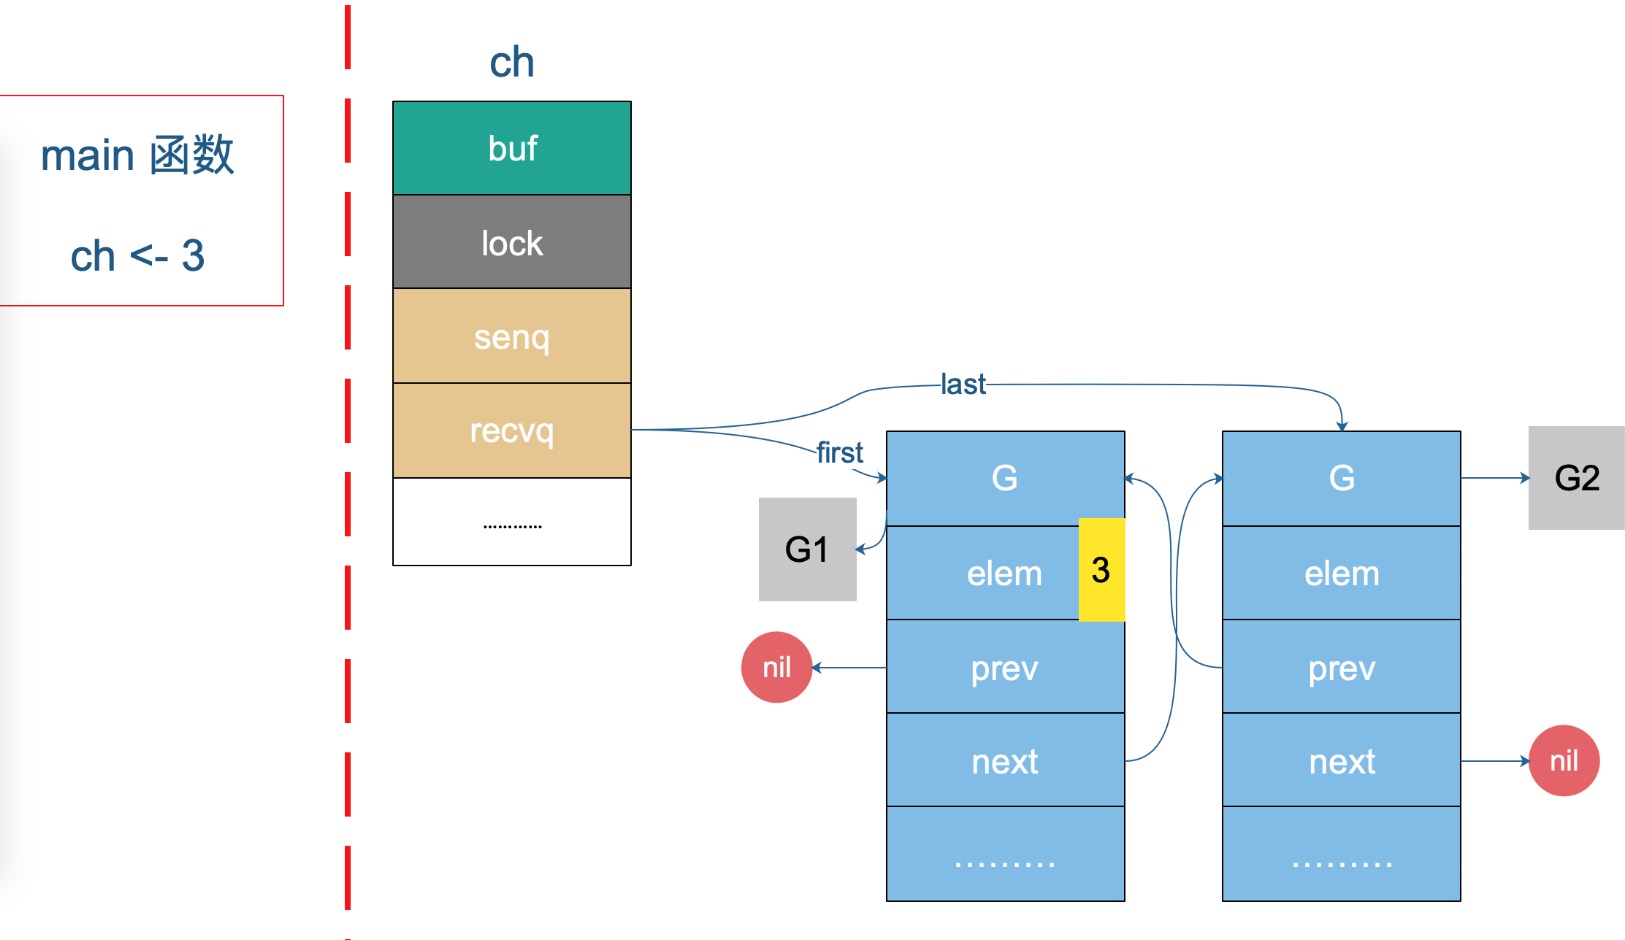 main 函数
ch <- 3
ch
buf
lock
senq
recvq
............
last
first
G
elem
3
prev
next
.........
G1
nil
G
elem
prev
next
.........
G2
nil